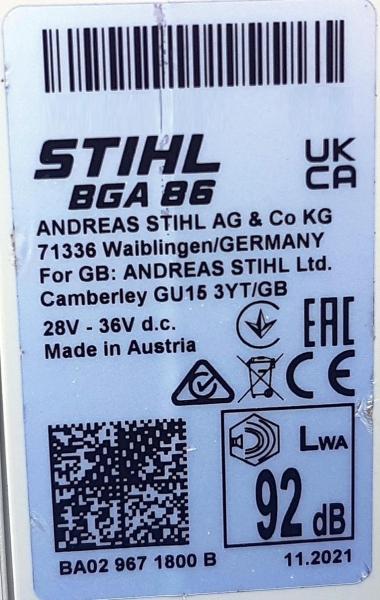 STIHL
BGA 86
UK
CA
ANDREAS STIHL AG & Co KG
71336 Waiblingen/GERMANY
For GB: ANDREAS STIHL Ltd.
Camberley GU15 3YT/GB
28V - 36V d.c.
Made in Austria
EAC
CE
LWA
92 dB
BA02 967 1800 B
11.2021